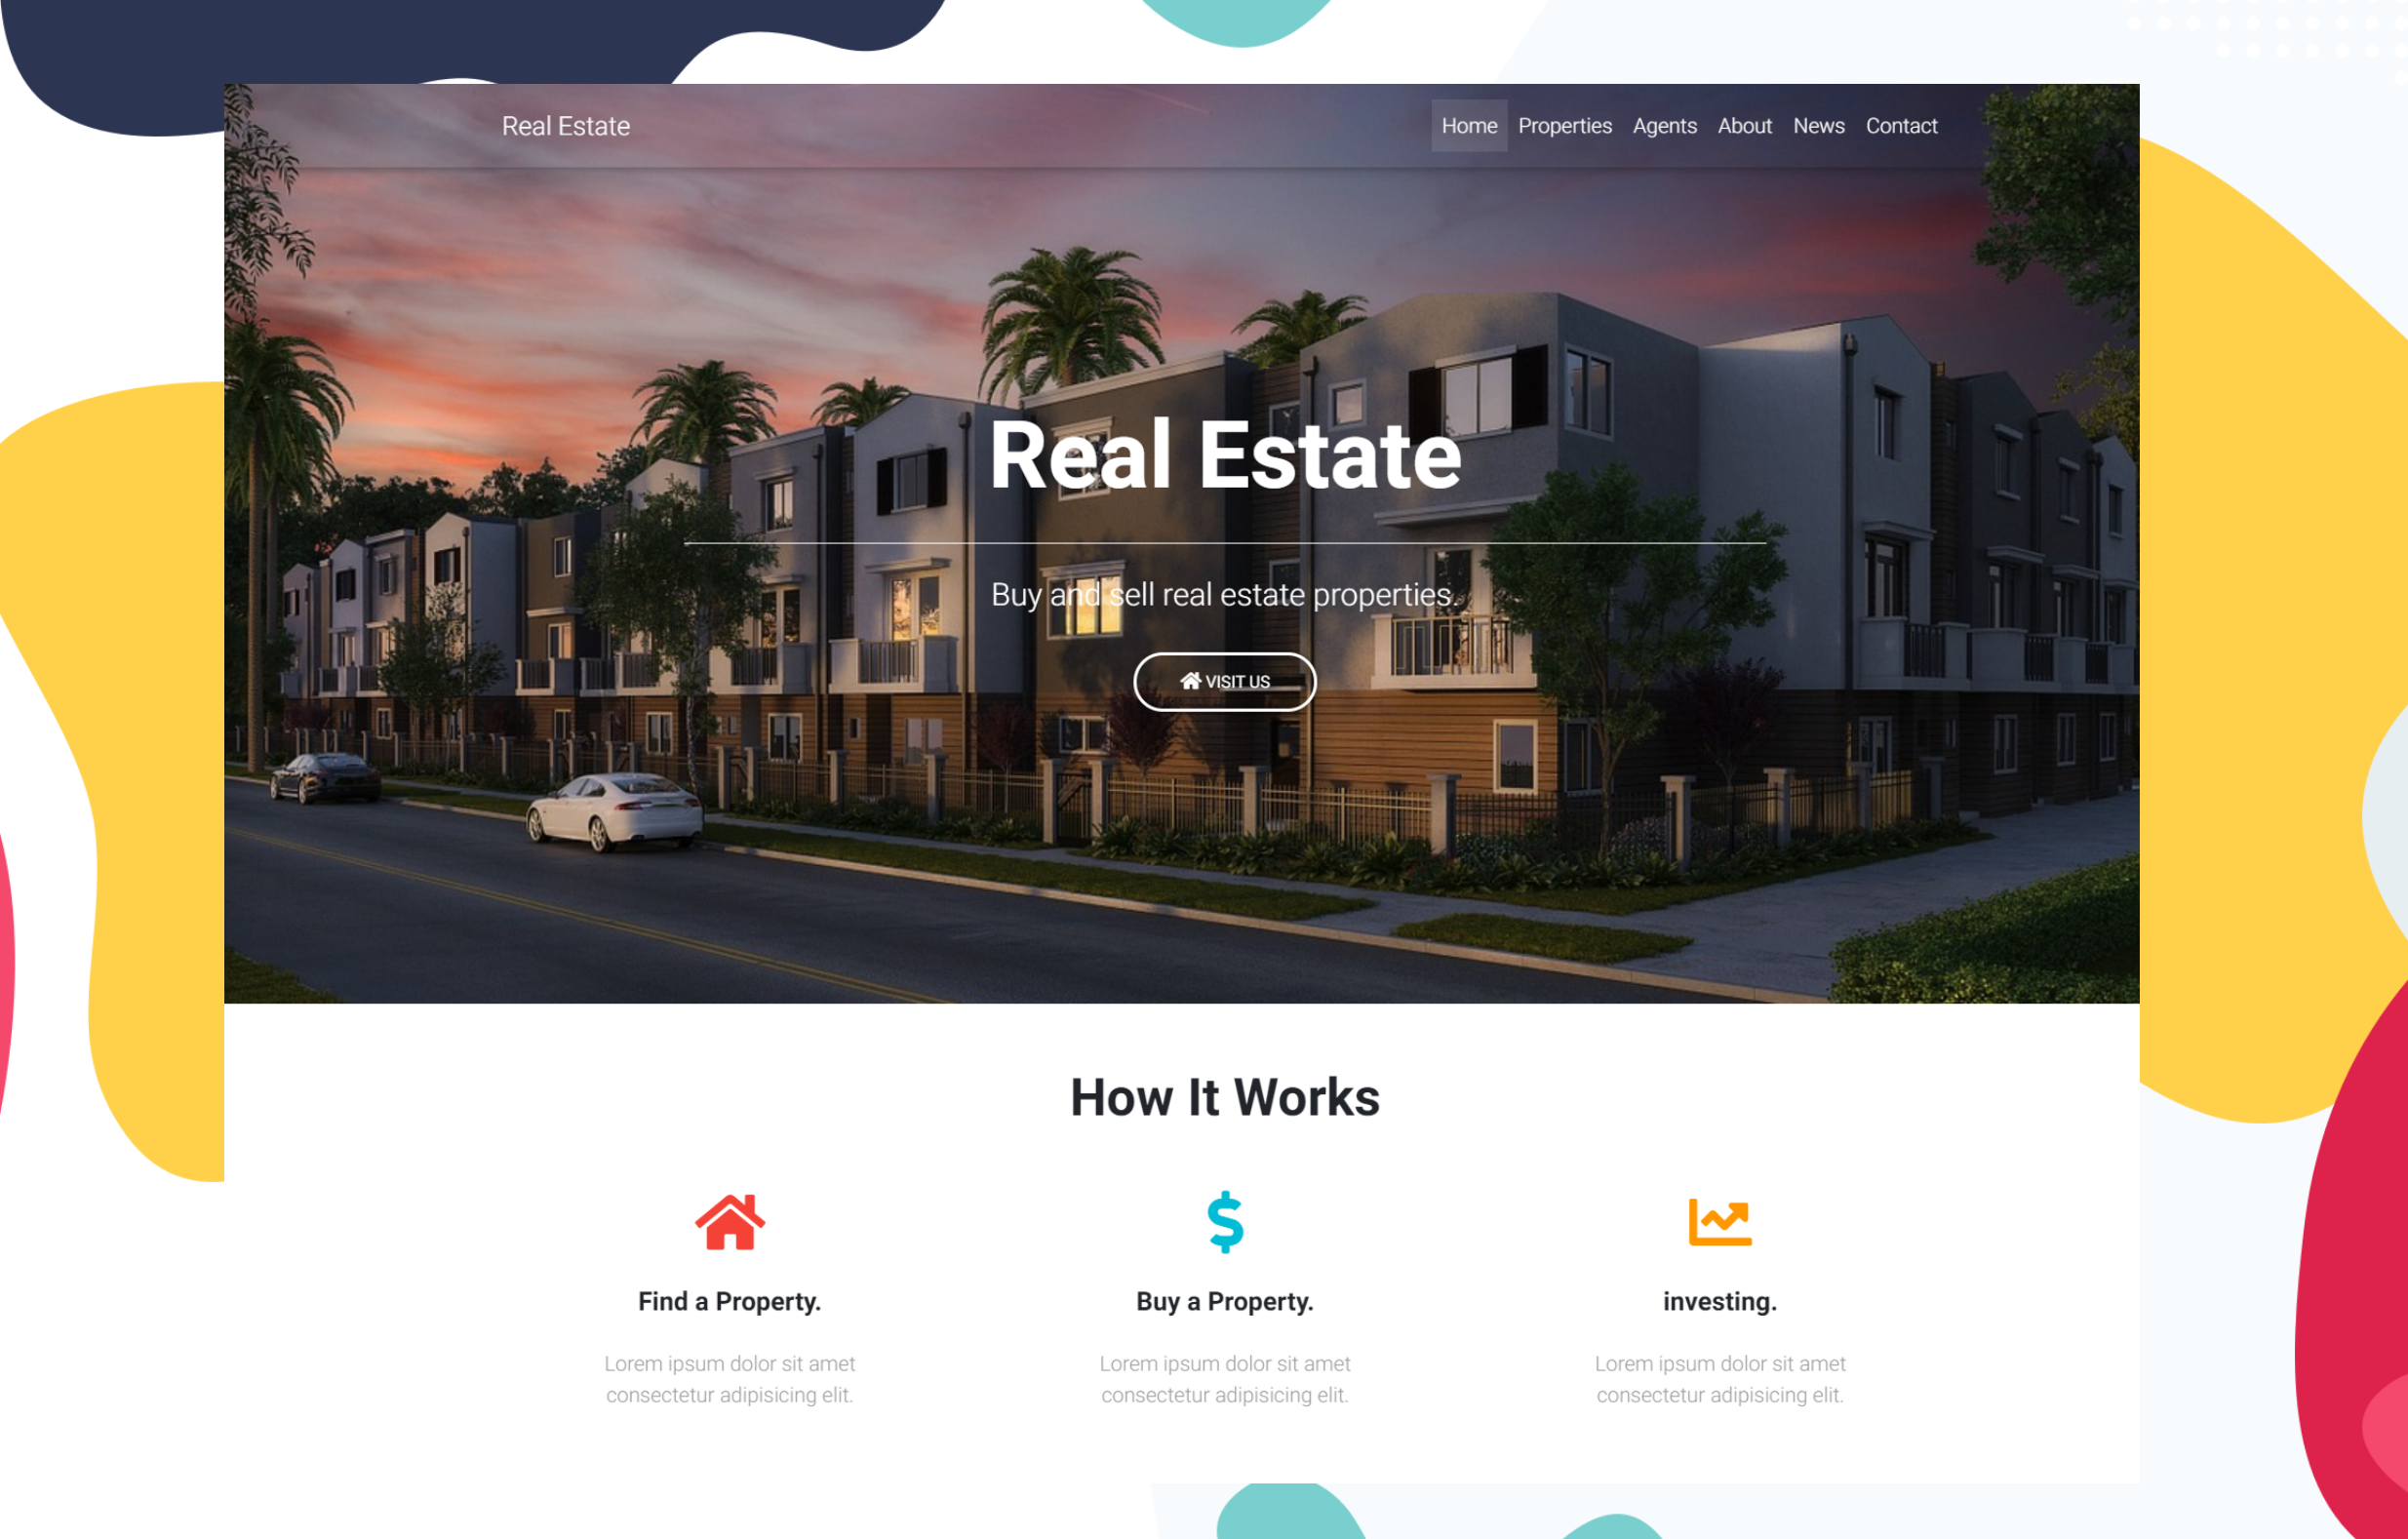 Real Estate
Home Properties Agents About News Contact
Real Estate
Buy and sell real estate properties.
VISIT US
How It Works
Find a Property.
Lorem ipsum dolor sit amet
consectetur adipisicing elit.
Buy a Property.
Lorem ipsum dolor sit amet
consectetur adipisicing elit.
investing.
Lorem ipsum dolor sit amet
consectetur adipisicing elit.